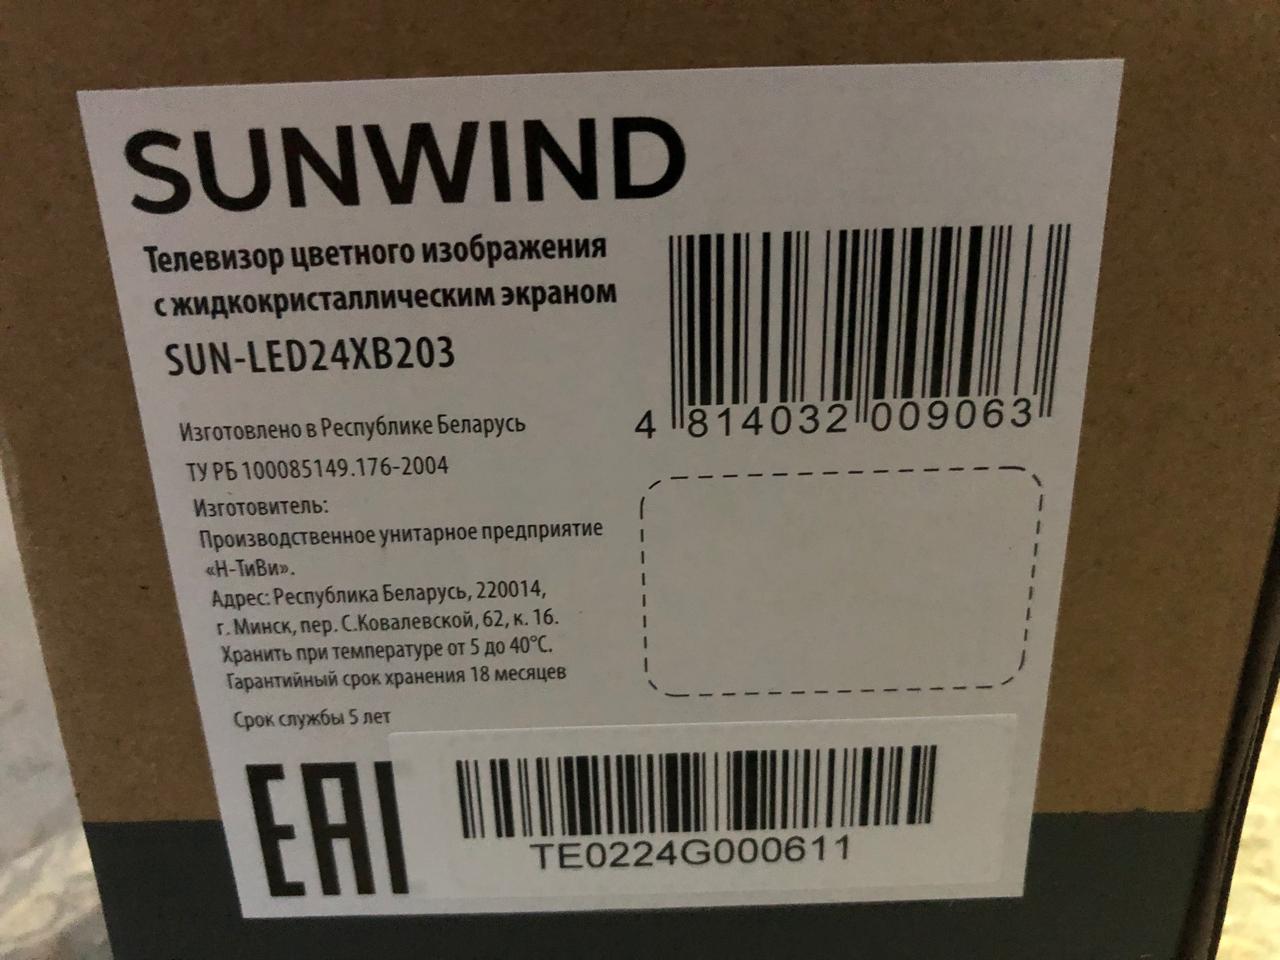 SUNWIND
Телевизор цветного изображения
с жидкокристаллическим экраном
SUN-LED24XB203
4 814032 009063
Изготовлено в Республике Беларусь
ТУ РБ 100085149.176-2004
Изготовитель:
Производственное унитарное предприятие
«Н-ТиВи».
Адрес: Республика Беларусь, 220014,
г. Минск, пер. С.Ковалевской, 62, к. 16.
Хранить при температуре от 5 до 40°С.
Гарантийный срок хранения 18 месяцев
Срок службы 5 лет
ЕАС
TE0224G000611